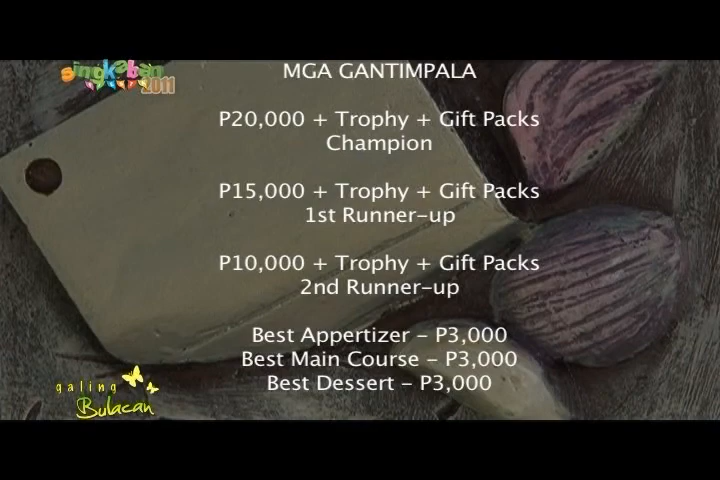 singkaban
2011
MGA GANTIMPALA
P20,000 + Trophy + Gift Packs
Champion
P15,000 + Trophy + Gift Packs
1st Runner-up
P10,000 + Trophy + Gift Packs
2nd Runner-up
Best Appertizer - P3,000
Best Main Course - P3,000
Best Dessert - P3,000
galing
Bulacan